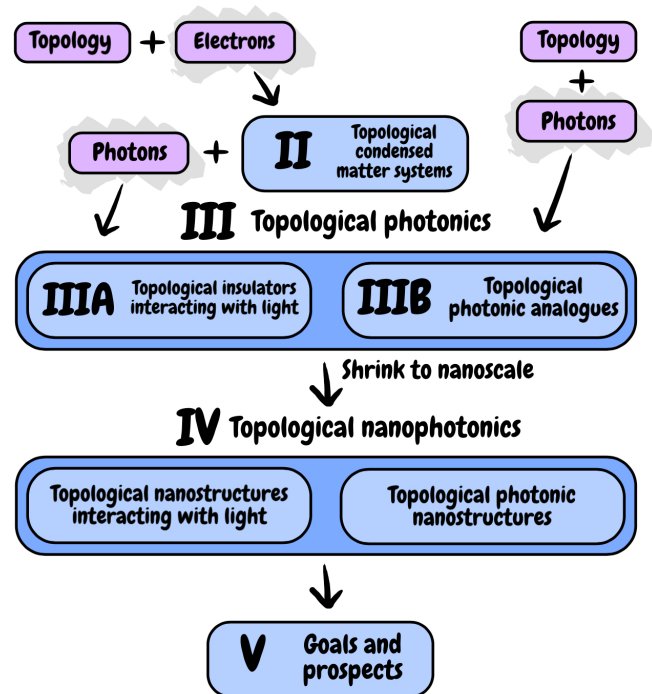 Topology + Electrons
Topology
+
Photons
Photons + II Topological
condensed
matter systems
III Topological photonics
IIIA Topological insulators
interacting with light
IIIB Topological
photonic analogues
Shrink to nanoscale
IV Topological nanophotonics
Topological nanostructures
interacting with light
Topological photonic
nanostructures
V Goals and
prospects